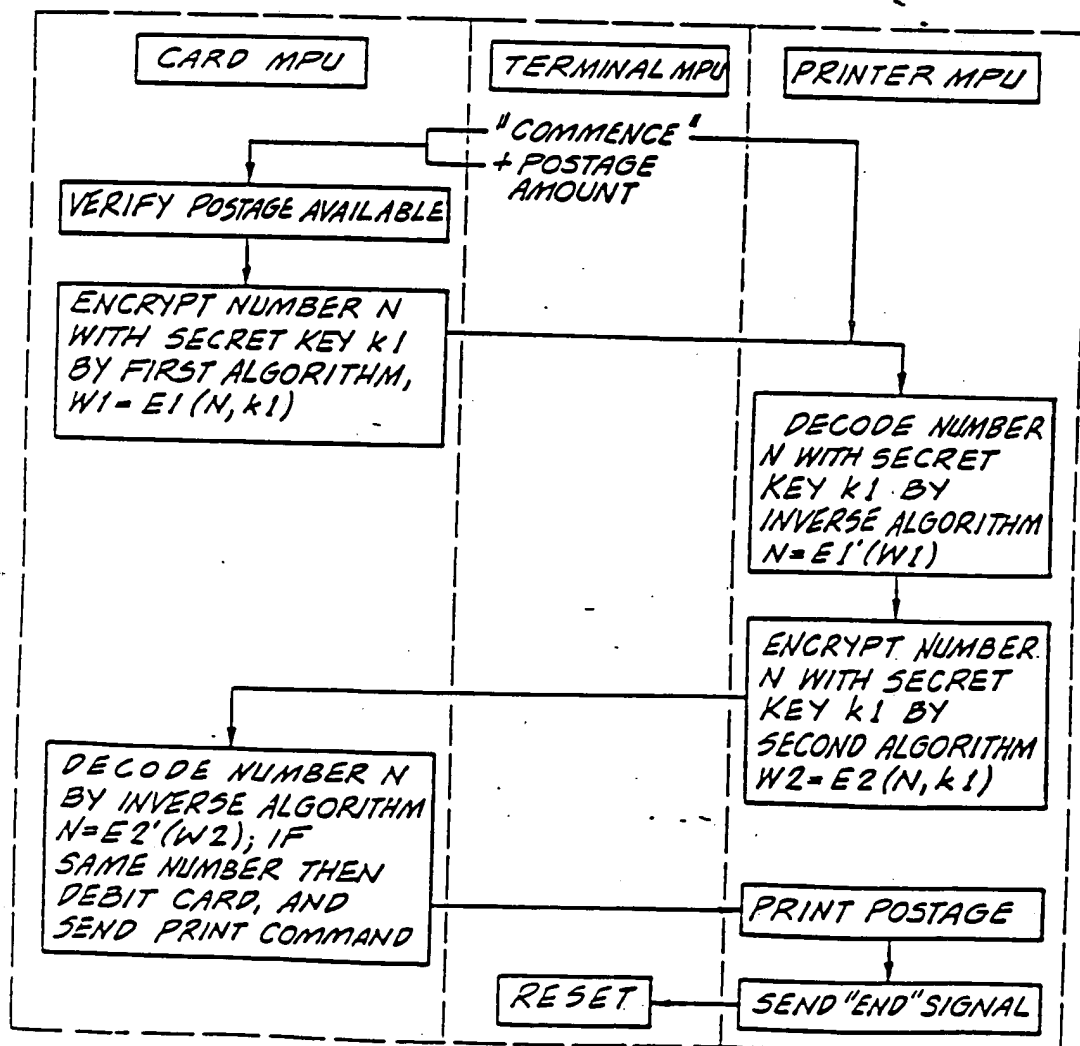 CARD MPU
TERMINAL MPU
PRINTER MPU
"COMMENCE"
+ POSTAGE
AMOUNT
VERIFY POSTAGE AVAILABLE
ENCRYPT NUMBER N
WITH SECRET KEY k1
BY FIRST ALGORITHM,
W1 = E1 (N, k1)
DECODE NUMBER
N WITH SECRET
KEY k1 BY
INVERSE ALGORITHM
N = E1' (W1)
ENCRYPT NUMBER
N WITH SECRET
KEY k1 BY
SECOND ALGORITHM
W2 = E2 (N, k1)
DECODE NUMBER N
BY INVERSE ALGORITHM
N = E2' (W2); IF
SAME NUMBER THEN
DEBIT CARD, AND
SEND PRINT COMMAND
PRINT POSTAGE
RESET
SEND "END" SIGNAL